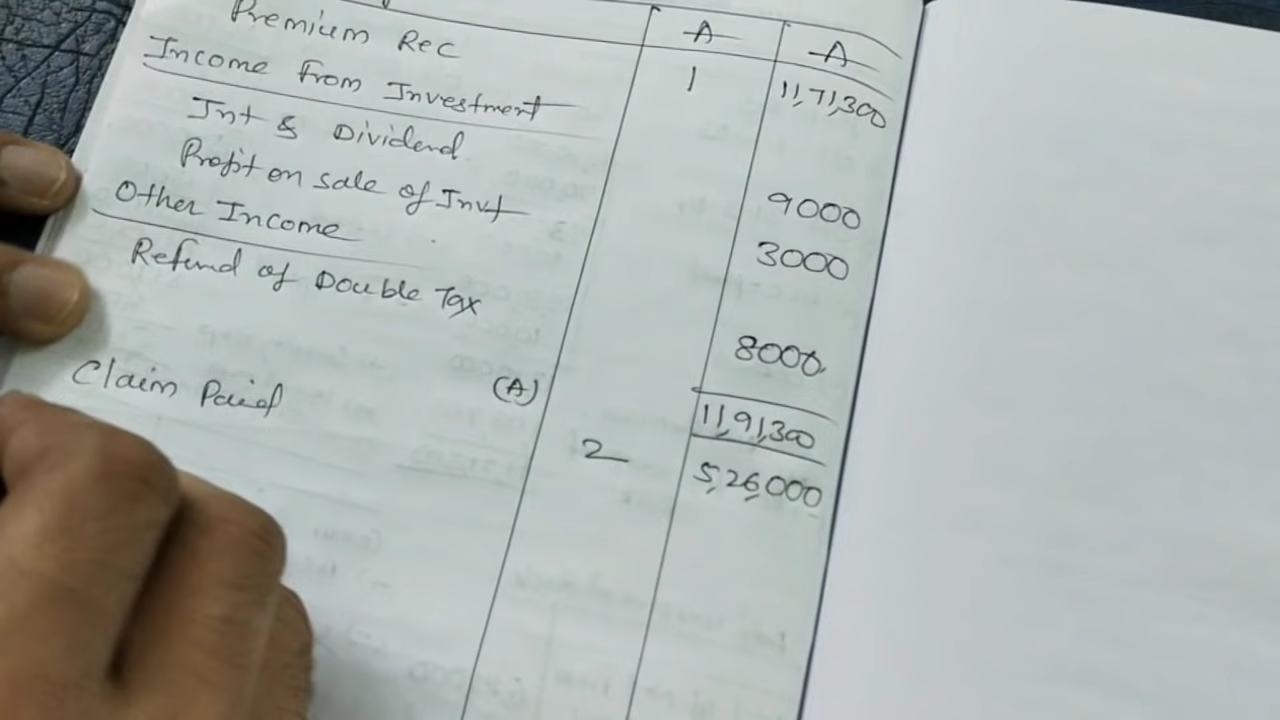 A A
Premium Rec 1 11,71,300
Income from Investment
Int & Dividend 9000
Profit on sale of Invt 3000
Other Income
Refund of Double Tax 8000
(A) 11,91,300
Claim Paid 2 5,26,000